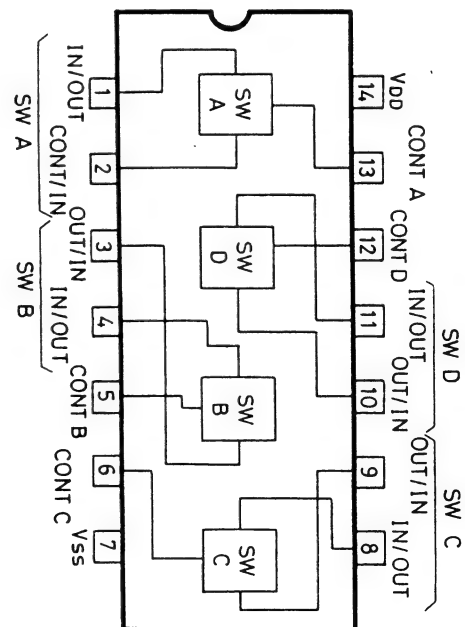 IN/OUT
1
SW A
CONT/IN
2
OUT/IN
3
SW B
IN/OUT
4
CONT B
5
CONT C
6
VSS
7
SW
A
SW
D
SW
B
SW
C
14
VDD
13
CONT A
12
CONT D
11
IN/OUT
SW D
10
OUT/IN
9
OUT/IN
SW C
8
IN/OUT